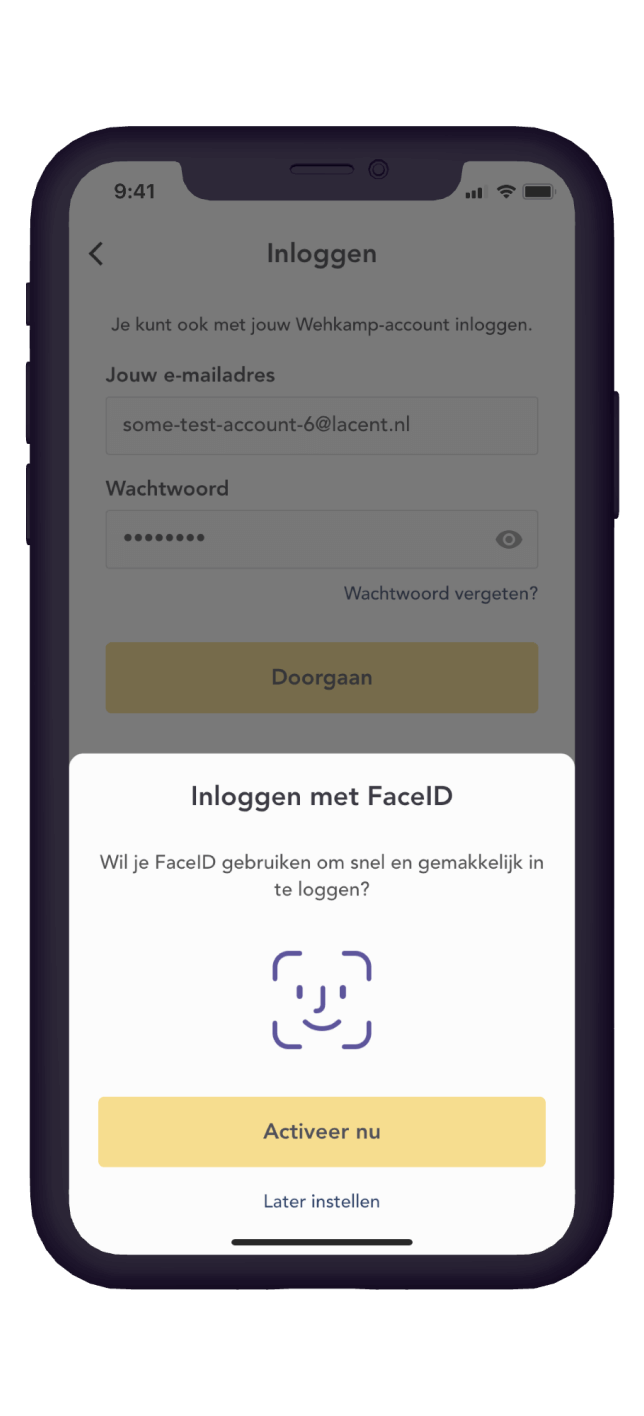 9:41
Inloggen
Je kunt ook met jouw Wehkamp-account inloggen.
Jouw e-mailadres
some-test-account-6@lacent.nl
Wachtwoord
••••••••
Wachtwoord vergeten?
Doorgaan
Inloggen met FaceID
Wil je FaceID gebruiken om snel en gemakkelijk in
te loggen?
Activeer nu
Later instellen